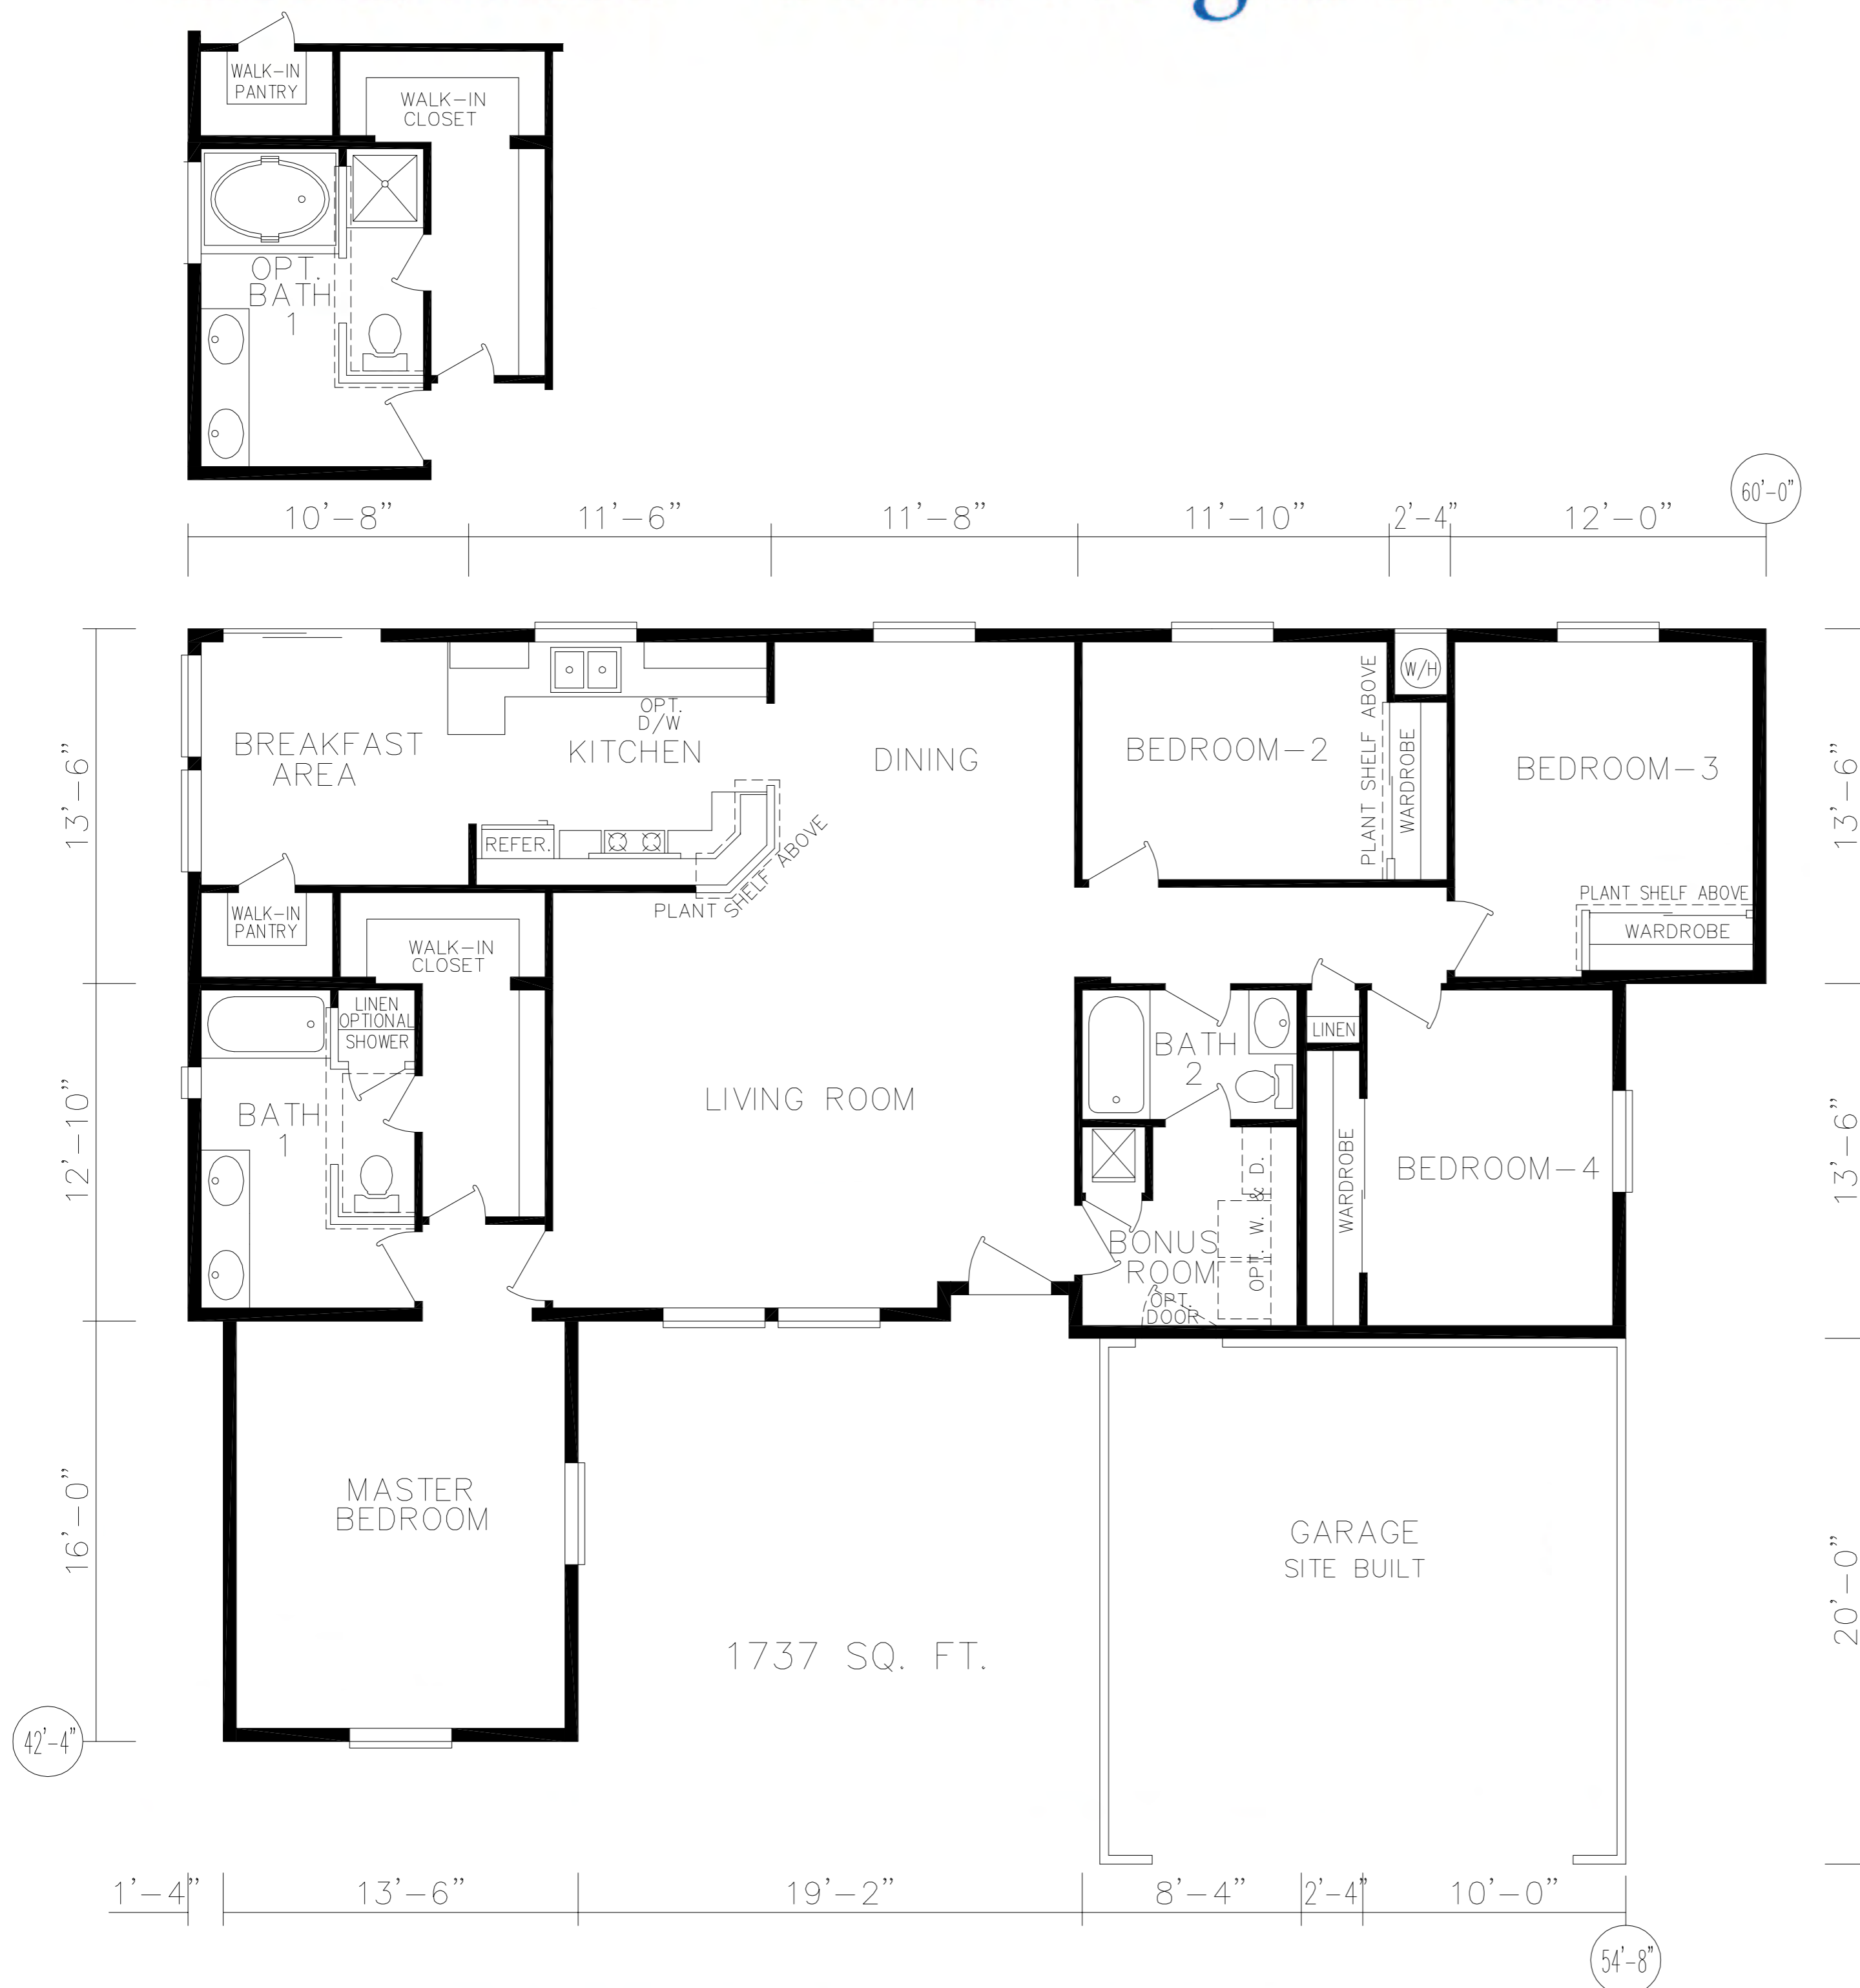 WALK-IN
PANTRY
WALK-IN
CLOSET
OPT.
BATH
1
60'-0"
10'-8"
11'-6"
11'-8"
11'-10"
2'-4"
12'-0"
13'-6"
12'-10"
16'-0"
42'-4"
BREAKFAST
AREA
OPT.
D/W
KITCHEN
REFER.
PLANT SHELF ABOVE
DINING
BEDROOM-2
PLANT SHELF ABOVE
WARDROBE
W/H
BEDROOM-3
PLANT SHELF ABOVE
WARDROBE
13'-6"
13'-6"
20'-0"
WALK-IN
PANTRY
WALK-IN
CLOSET
LINEN
OPTIONAL
SHOWER
BATH
1
LIVING ROOM
BATH
2
LINEN
WARDROBE
BEDROOM-4
BONUS
ROOM
OPT. W. & D.
OPT.
DOOR
MASTER
BEDROOM
GARAGE
SITE BUILT
1737 SQ. FT.
1'-4"
13'-6"
19'-2"
8'-4"
2'-4"
10'-0"
54'-8"